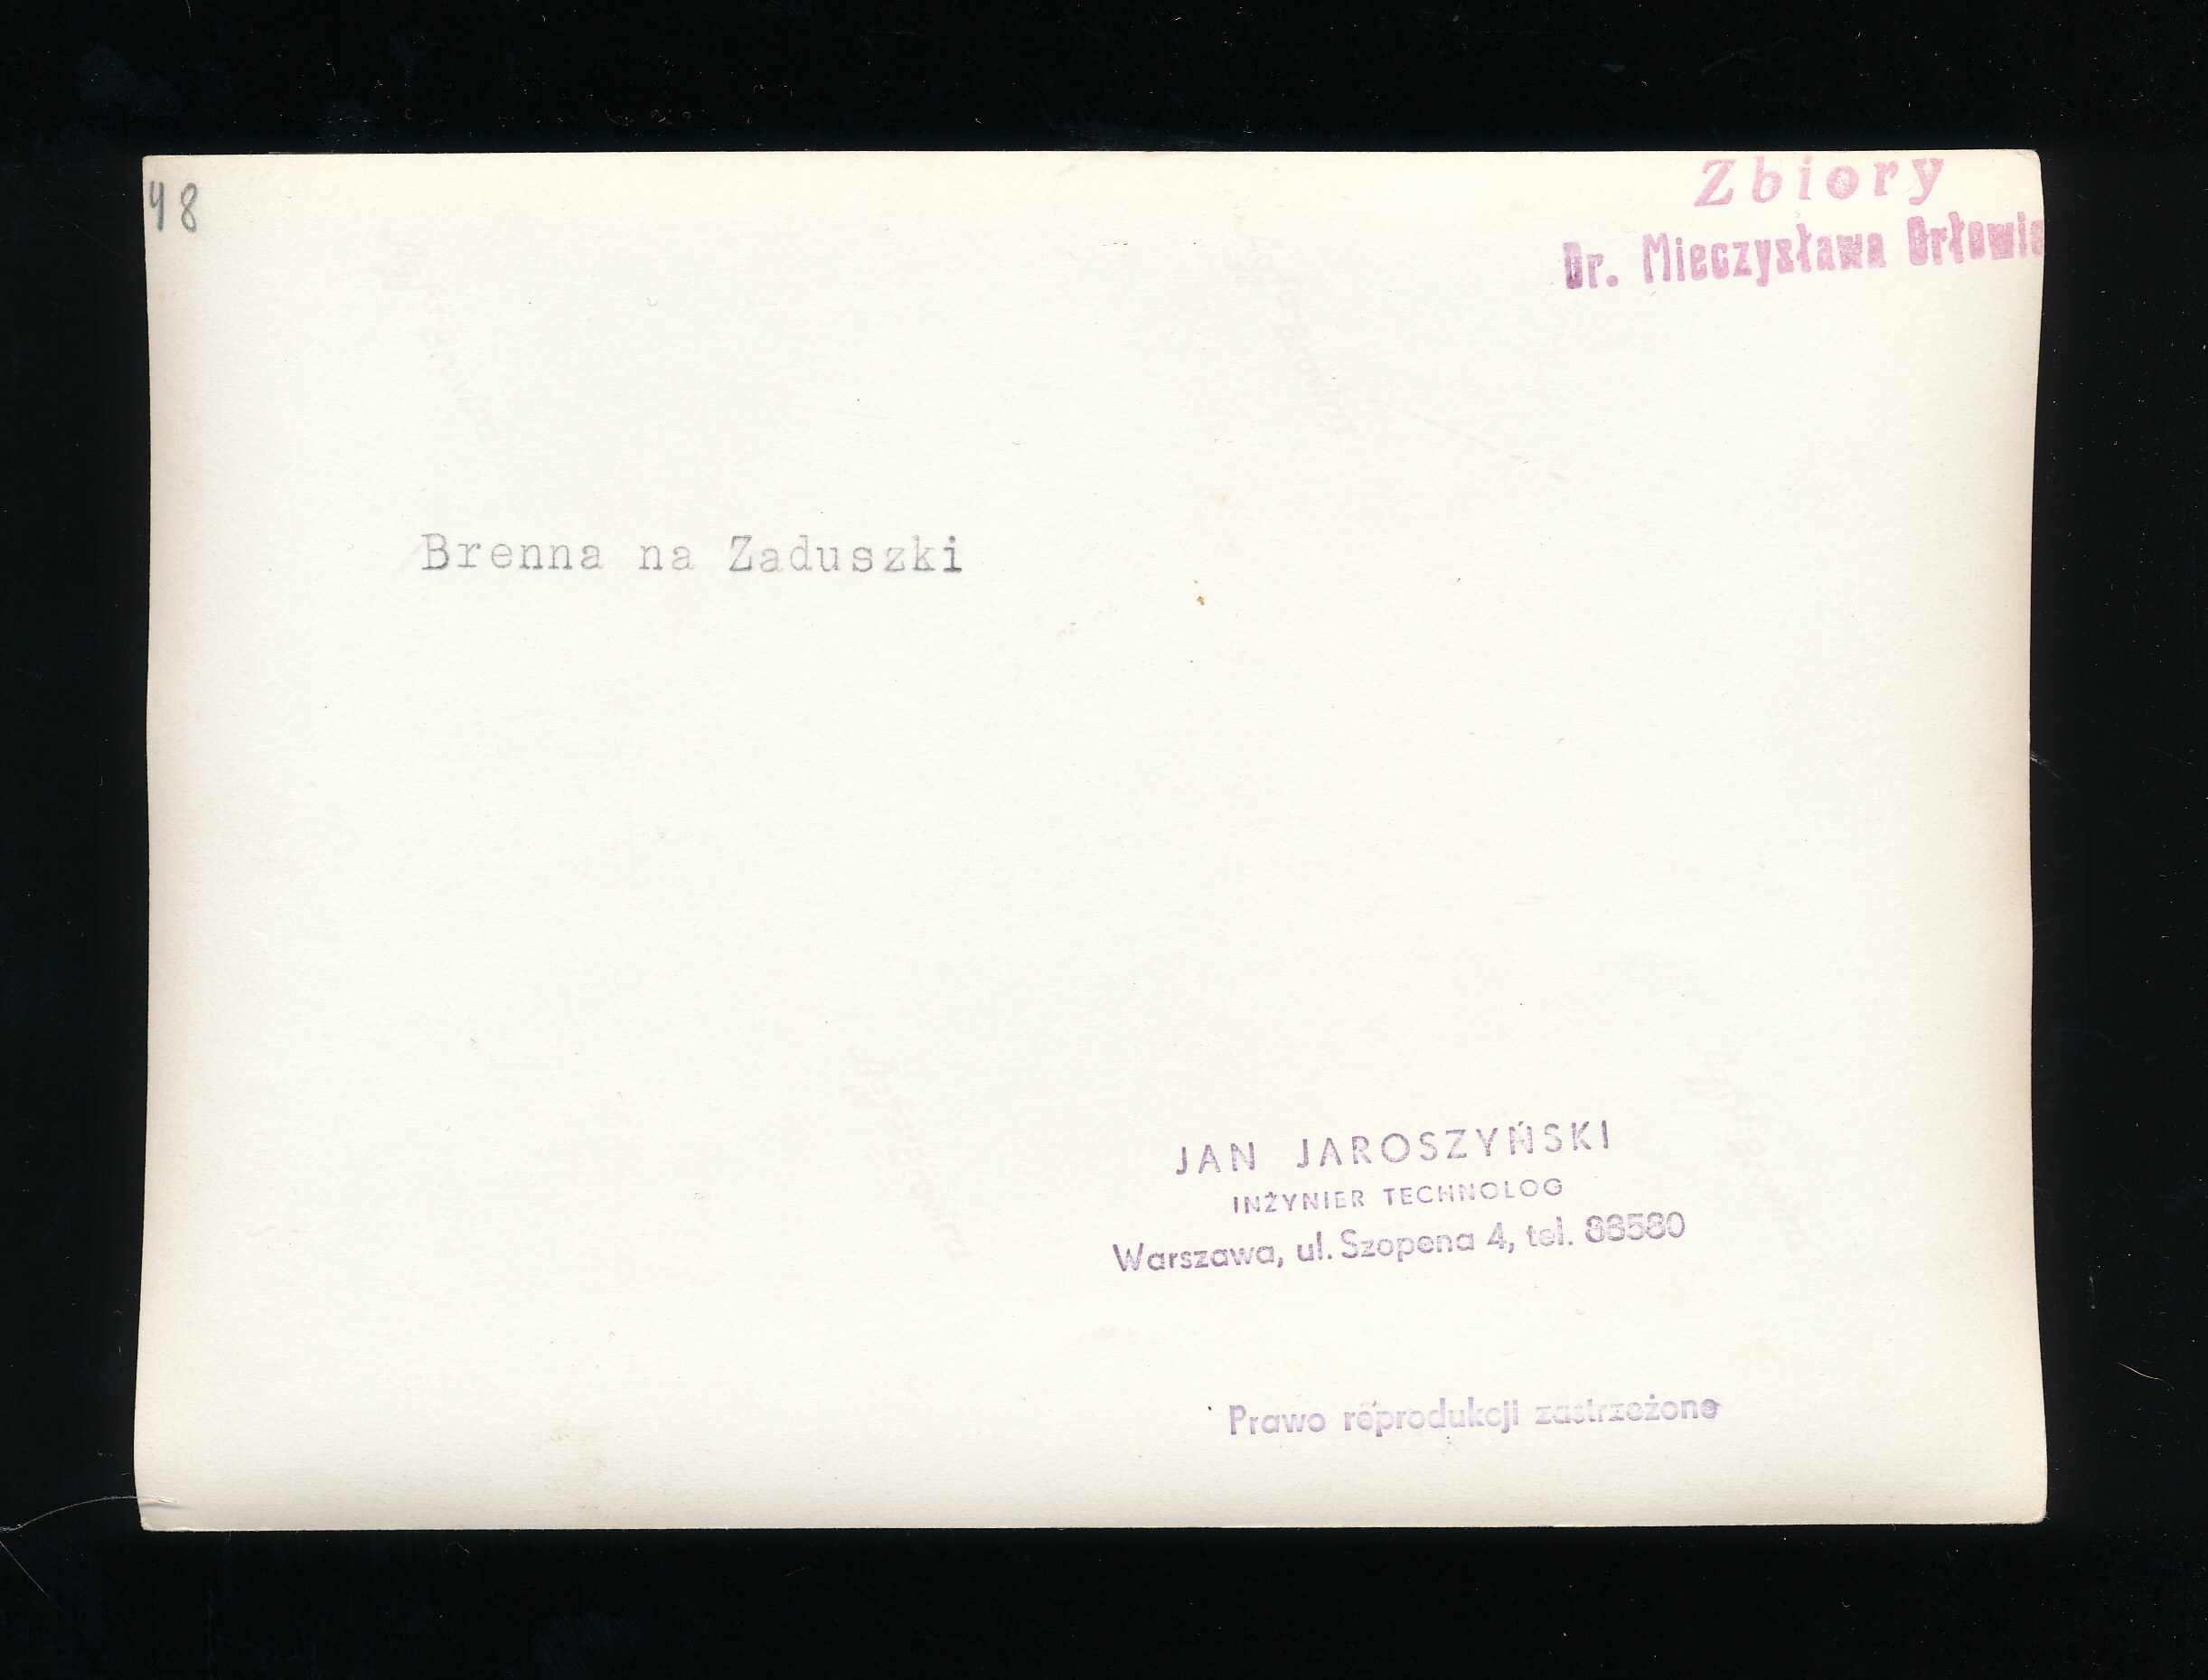 48
Zbiory
Dr. Mieczysława Orłowic
Brenna na Zaduszki
JAN JAROSZYŃSKI
INŻYNIER TECHNOLOG
Warszawa, ul. Szopena 4, tel. 88580
Prawo reprodukcji zastrzeżone